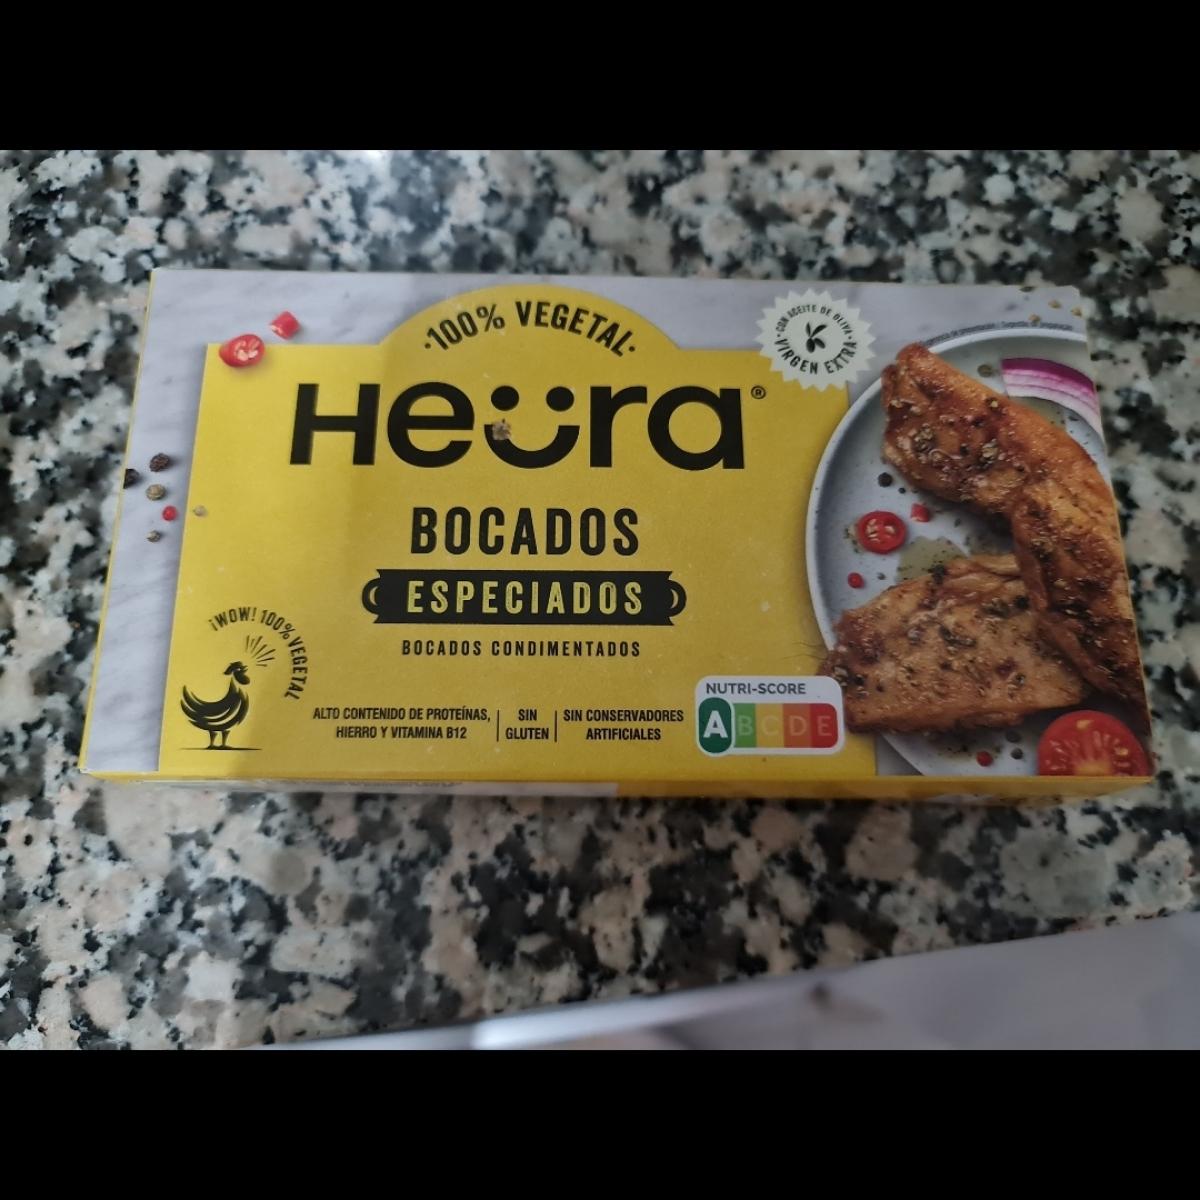 ·100% VEGETAL·
CON ACEITE DE OLIVA
VIRGEN EXTRA
Heüra®
BOCADOS
ESPECIADOS
BOCADOS CONDIMENTADOS
¡WOW! 100% VEGETAL
ALTO CONTENIDO DE PROTEÍNAS,
HIERRO Y VITAMINA B12
SIN
GLUTEN
SIN CONSERVADORES
ARTIFICIALES
NUTRI-SCORE
A B C D E